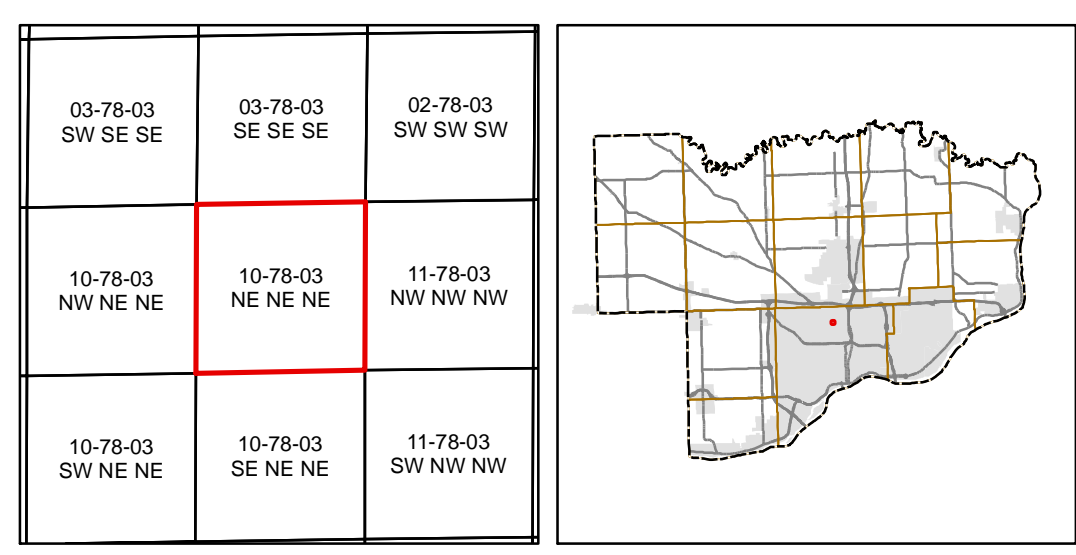 03-78-03
SW SE SE
03-78-03
SE SE SE
02-78-03
SW SW SW
10-78-03
NW NE NE
10-78-03
NE NE NE
11-78-03
NW NW NW
10-78-03
SW NE NE
10-78-03
SE NE NE
11-78-03
SW NW NW